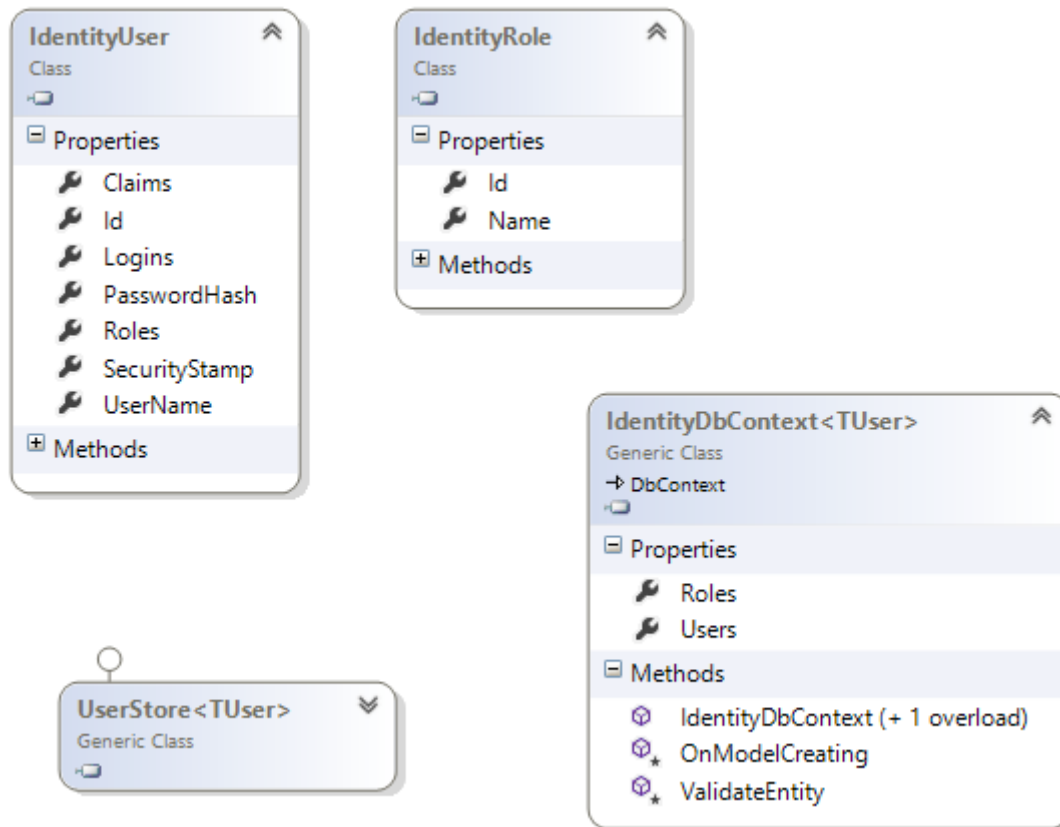 IdentityUser
Class
Properties
Claims
Id
Logins
PasswordHash
Roles
SecurityStamp
UserName
Methods
IdentityRole
Class
Properties
Id
Name
Methods
UserStore<TUser>
Generic Class
IdentityDbContext<TUser>
Generic Class
DbContext
Properties
Roles
Users
Methods
IdentityDbContext (+ 1 overload)
OnModelCreating
ValidateEntity